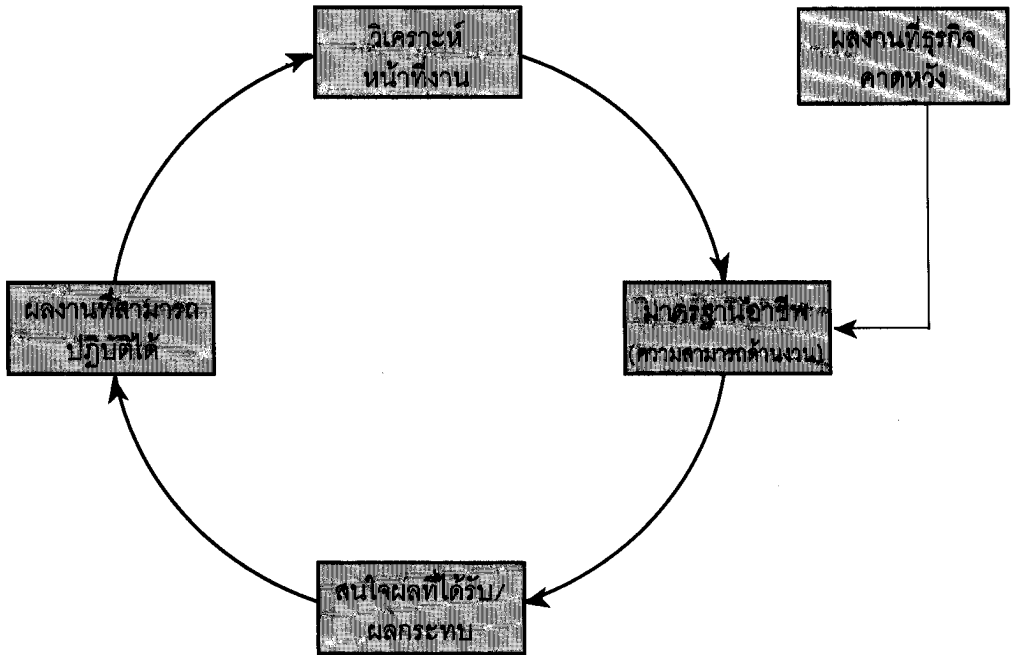 วิเคราะห์
หน้าที่งาน
ผลงานที่ธุรกิจ
คาดหวัง
ผลงานที่สามารถ
ปฏิบัติได้
มาตรฐานอาชีพ
(ความสามารถด้านงาน)
สนใจผลที่ได้รับ/
ผลกระทบ